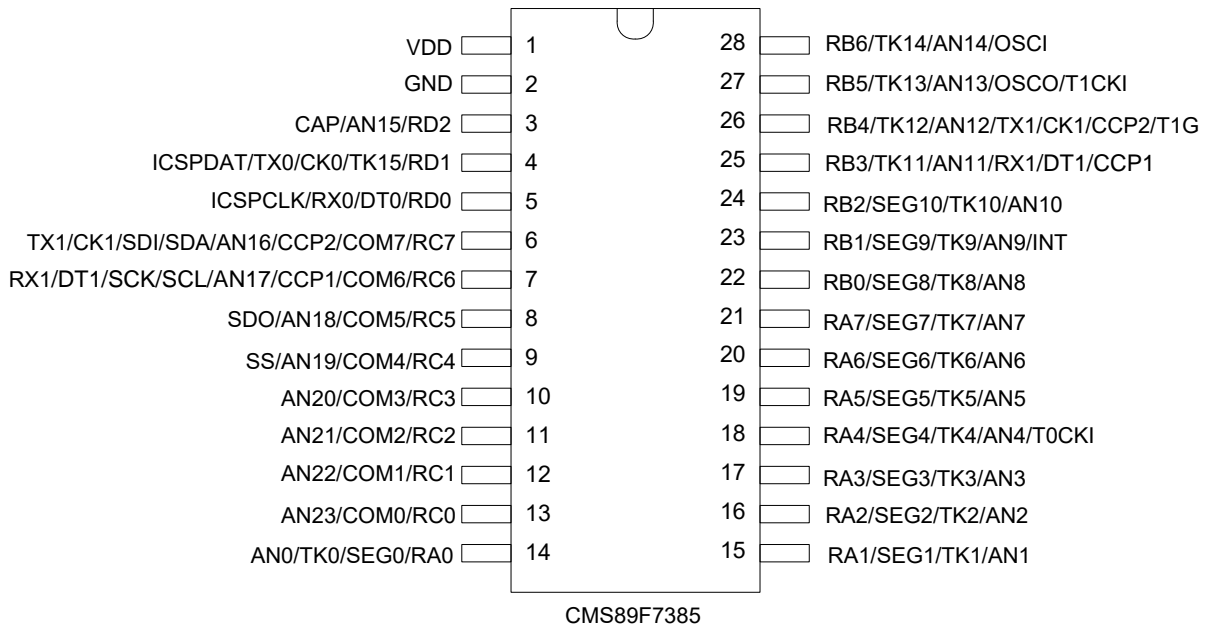 VDD 1 28 RB6/TK14/AN14/OSCI
GND 2 27 RB5/TK13/AN13/OSCO/T1CKI
CAP/AN15/RD2 3 26 RB4/TK12/AN12/TX1/CK1/CCP2/T1G
ICSPDAT/TX0/CK0/TK15/RD1 4 25 RB3/TK11/AN11/RX1/DT1/CCP1
ICSPCLK/RX0/DT0/RD0 5 24 RB2/SEG10/TK10/AN10
TX1/CK1/SDI/SDA/AN16/CCP2/COM7/RC7 6 23 RB1/SEG9/TK9/AN9/INT
RX1/DT1/SCK/SCL/AN17/CCP1/COM6/RC6 7 22 RB0/SEG8/TK8/AN8
SDO/AN18/COM5/RC5 8 21 RA7/SEG7/TK7/AN7
SS/AN19/COM4/RC4 9 20 RA6/SEG6/TK6/AN6
AN20/COM3/RC3 10 19 RA5/SEG5/TK5/AN5
AN21/COM2/RC2 11 18 RA4/SEG4/TK4/AN4/T0CKI
AN22/COM1/RC1 12 17 RA3/SEG3/TK3/AN3
AN23/COM0/RC0 13 16 RA2/SEG2/TK2/AN2
AN0/TK0/SEG0/RA0 14 15 RA1/SEG1/TK1/AN1
CMS89F7385